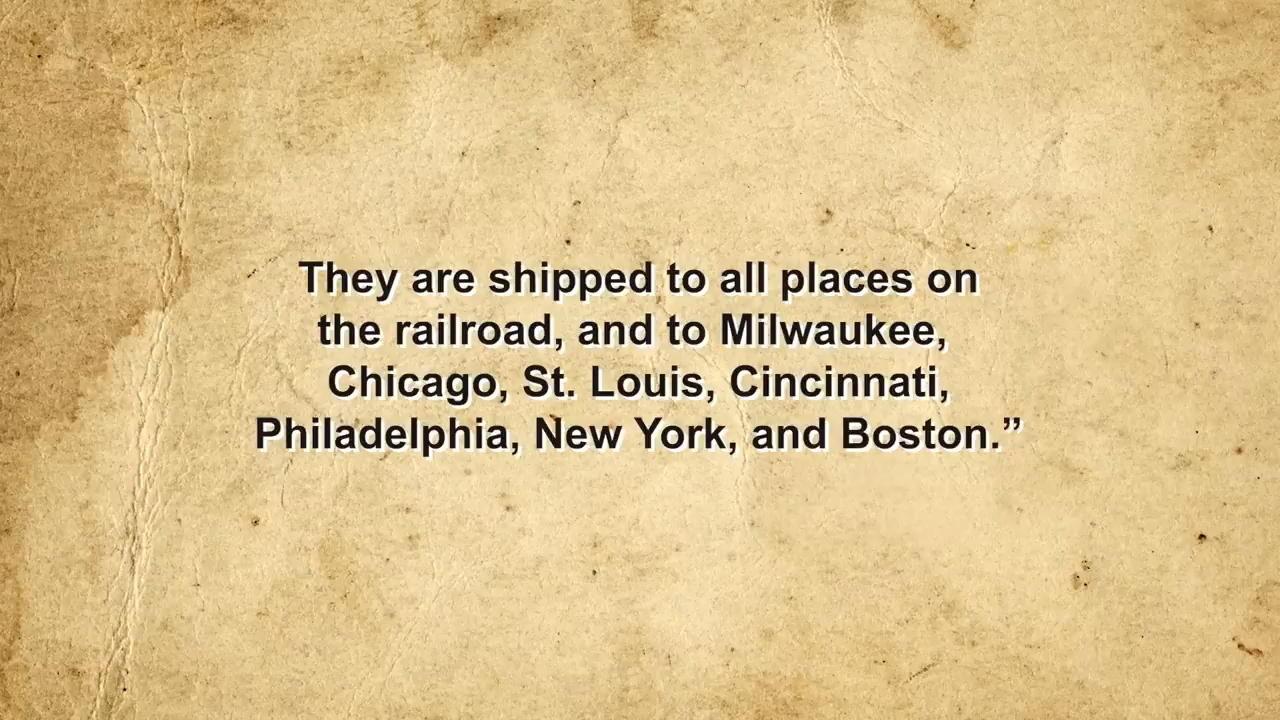 They are shipped to all places on
the railroad, and to Milwaukee,
Chicago, St. Louis, Cincinnati,
Philadelphia, New York, and Boston.”